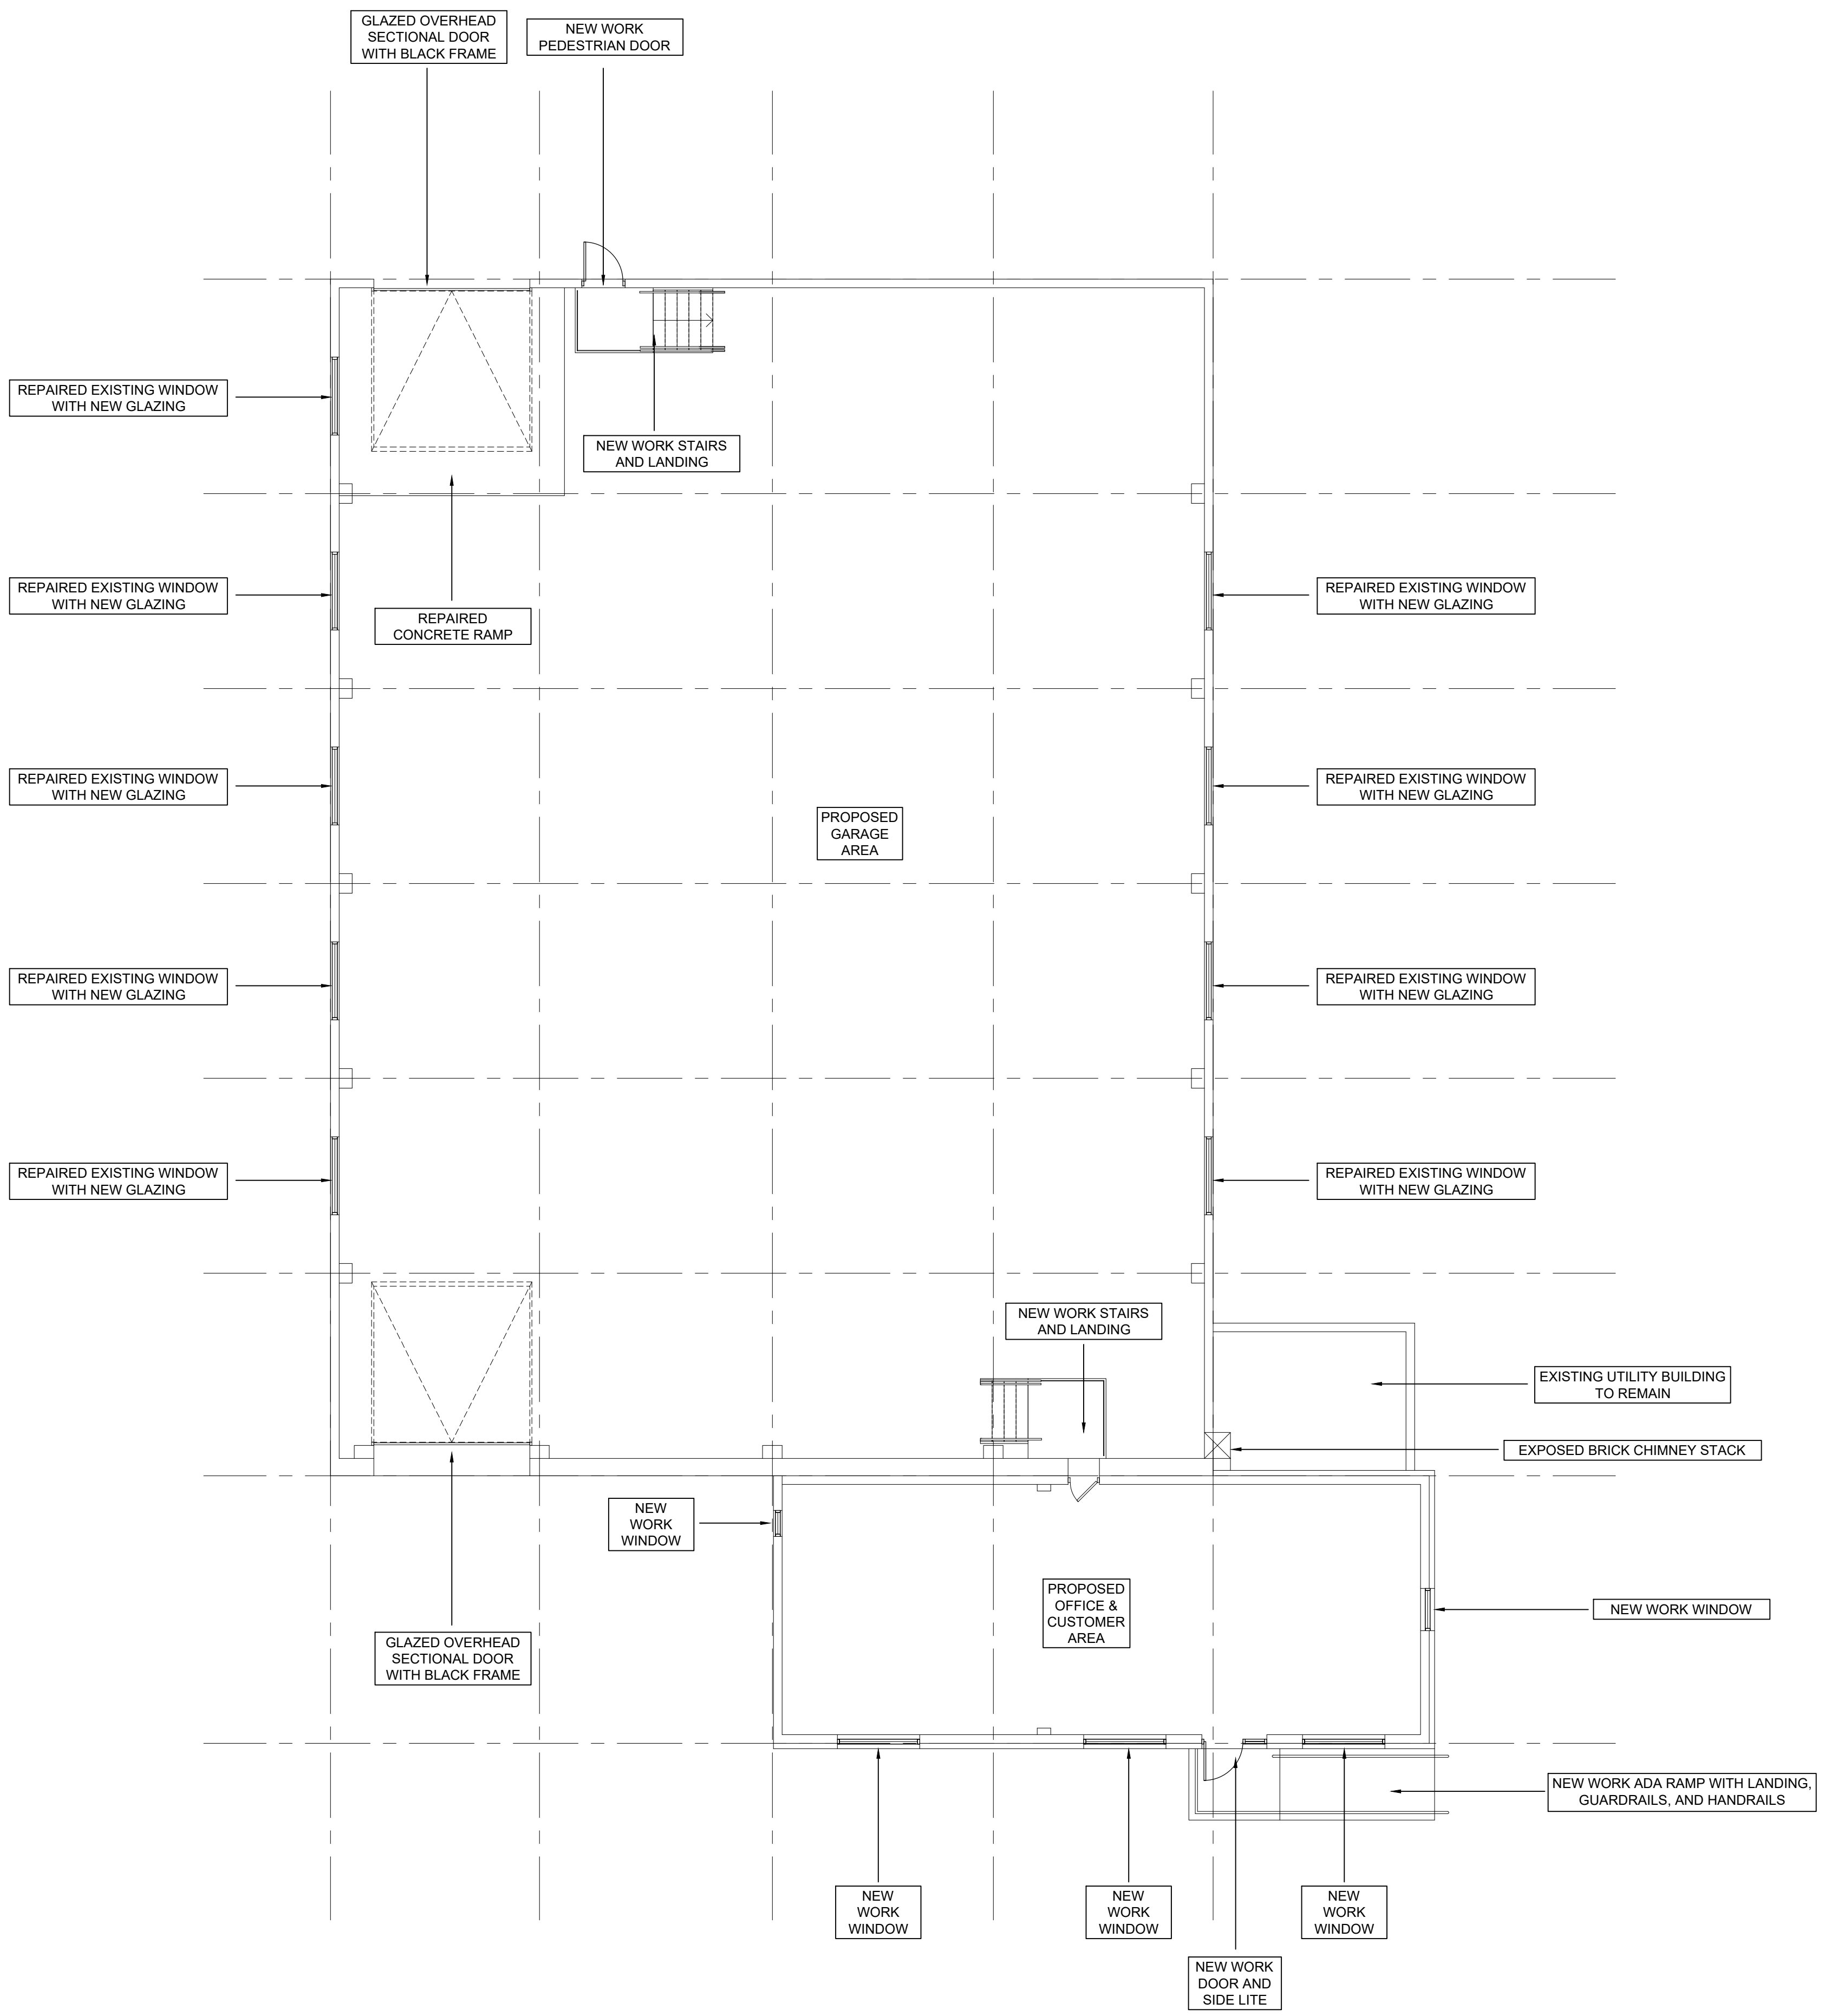 GLAZED OVERHEAD
SECTIONAL DOOR
WITH BLACK FRAME
NEW WORK
PEDESTRIAN DOOR
REPAIRED EXISTING WINDOW
WITH NEW GLAZING
NEW WORK STAIRS
AND LANDING
REPAIRED EXISTING WINDOW
WITH NEW GLAZING
REPAIRED
CONCRETE RAMP
REPAIRED EXISTING WINDOW
WITH NEW GLAZING
REPAIRED EXISTING WINDOW
WITH NEW GLAZING
PROPOSED
GARAGE
AREA
REPAIRED EXISTING WINDOW
WITH NEW GLAZING
REPAIRED EXISTING WINDOW
WITH NEW GLAZING
REPAIRED EXISTING WINDOW
WITH NEW GLAZING
REPAIRED EXISTING WINDOW
WITH NEW GLAZING
REPAIRED EXISTING WINDOW
WITH NEW GLAZING
NEW WORK STAIRS
AND LANDING
EXISTING UTILITY BUILDING
TO REMAIN
EXPOSED BRICK CHIMNEY STACK
NEW
WORK
WINDOW
PROPOSED
OFFICE &
CUSTOMER
AREA
NEW WORK WINDOW
GLAZED OVERHEAD
SECTIONAL DOOR
WITH BLACK FRAME
NEW WORK ADA RAMP WITH LANDING,
GUARDRAILS, AND HANDRAILS
NEW
WORK
WINDOW
NEW
WORK
WINDOW
NEW
WORK
WINDOW
NEW WORK
DOOR AND
SIDE LITE